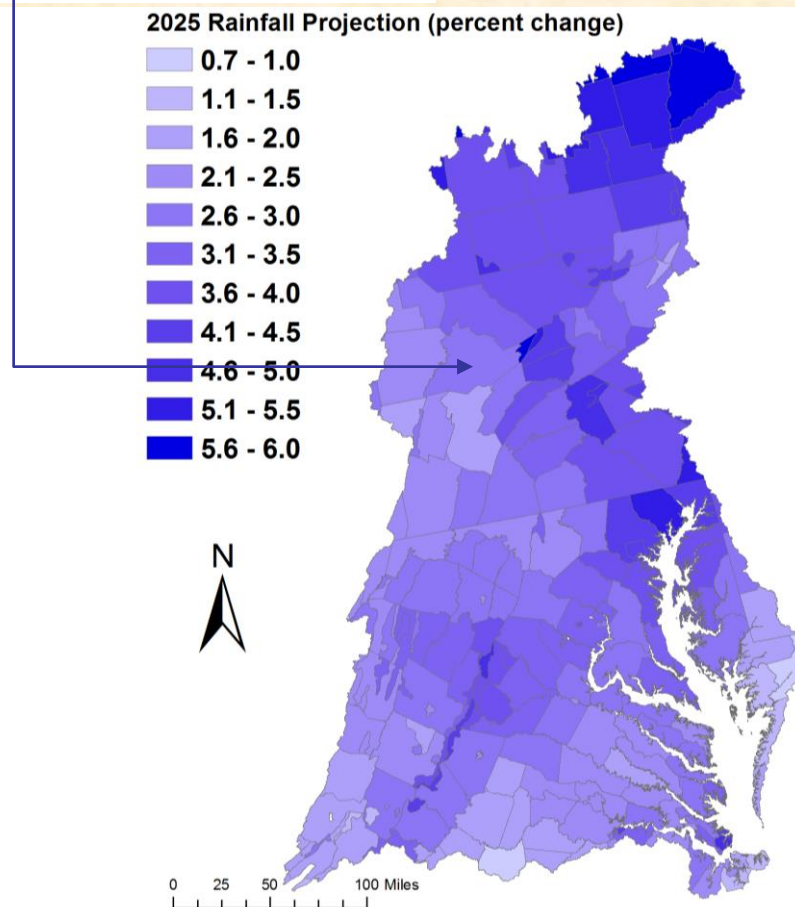 2025 Rainfall Projection (percent change)
0.7 - 1.0
1.1 - 1.5
1.6 - 2.0
2.1 - 2.5
2.6 - 3.0
3.1 - 3.5
3.6 - 4.0
4.1 - 4.5
4.6 - 5.0
5.1 - 5.5
5.6 - 6.0
N
0 25 50 100 Miles